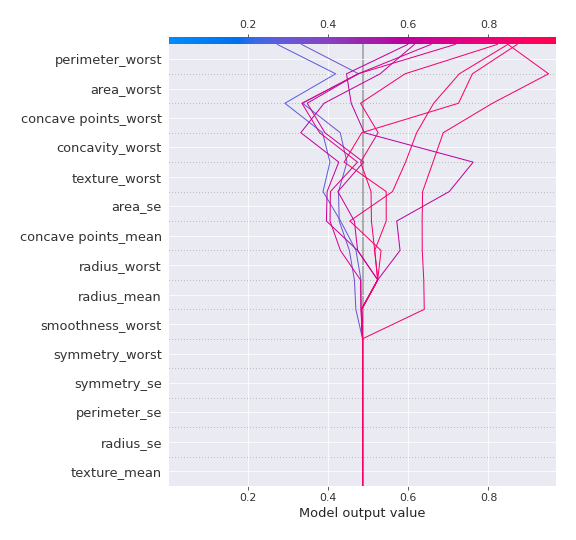 0.2 0.4 0.6 0.8
perimeter_worst
area_worst
concave points_worst
concavity_worst
texture_worst
area_se
concave points_mean
radius_worst
radius_mean
smoothness_worst
symmetry_worst
symmetry_se
perimeter_se
radius_se
texture_mean
0.2 0.4 0.6 0.8
Model output value